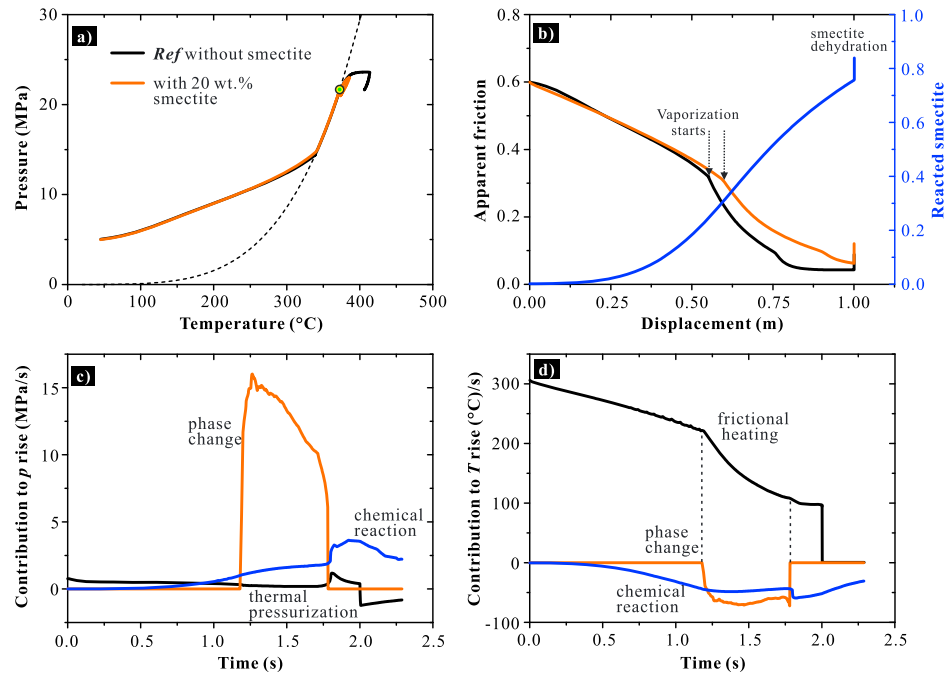 a)
Ref without smectite
with 20 wt.%
smectite
Pressure (MPa)
30
20
10
0
0
100
200
300
400
500
Temperature (°C)
b)
smectite
dehydration
Vaporization
starts
Apparent friction
0.8
0.6
0.4
0.2
0.0
0.00
0.25
0.50
0.75
1.00
Displacement (m)
Reacted smectite
1.0
0.8
0.6
0.4
0.2
0.0
c)
phase
change
chemical
reaction
thermal
pressurization
Contribution to p rise (MPa/s)
15
10
5
0
0.0
0.5
1.0
1.5
2.0
2.5
Time (s)
d)
frictional
heating
phase
change
chemical
reaction
Contribution to T rise (°C)/s)
300
200
100
0
-100
0.0
0.5
1.0
1.5
2.0
2.5
Time (s)